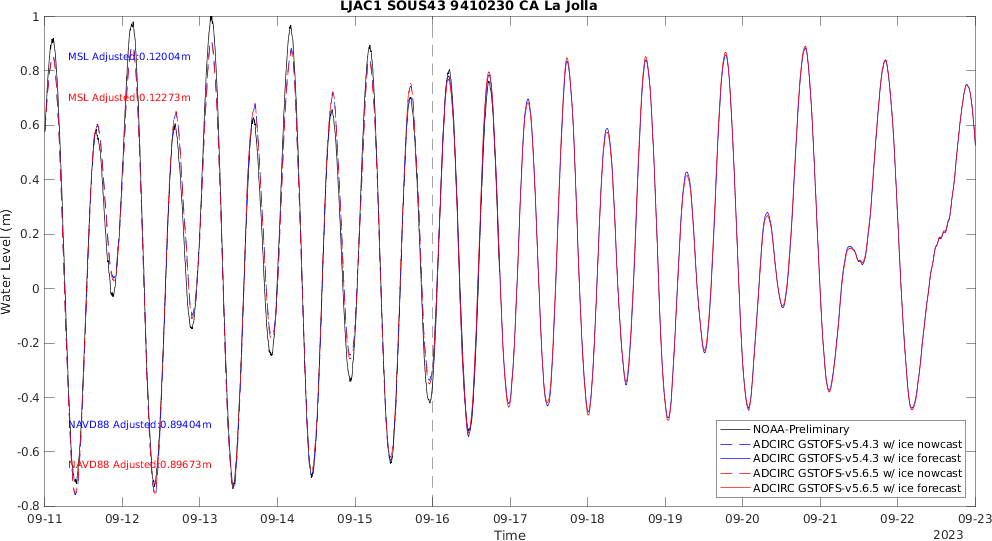 LJAC1 SOUS43 9410230 CA La Jolla
MSL Adjusted:0.12004m
MSL Adjusted:0.12273m
NAVD88 Adjusted:0.89404m
NAVD88 Adjusted:0.89673m
Water Level (m)
1
0.8
0.6
0.4
0.2
0
-0.2
-0.4
-0.6
-0.8
NOAA-Preliminary
ADCIRC GSTOFS-v5.4.3 w/ ice nowcast
ADCIRC GSTOFS-v5.4.3 w/ ice forecast
ADCIRC GSTOFS-v5.6.5 w/ ice nowcast
ADCIRC GSTOFS-v5.6.5 w/ ice forecast
09-11 09-12 09-13 09-14 09-15 09-16 09-17 09-18 09-19 09-20 09-21 09-22 09-23
Time
2023